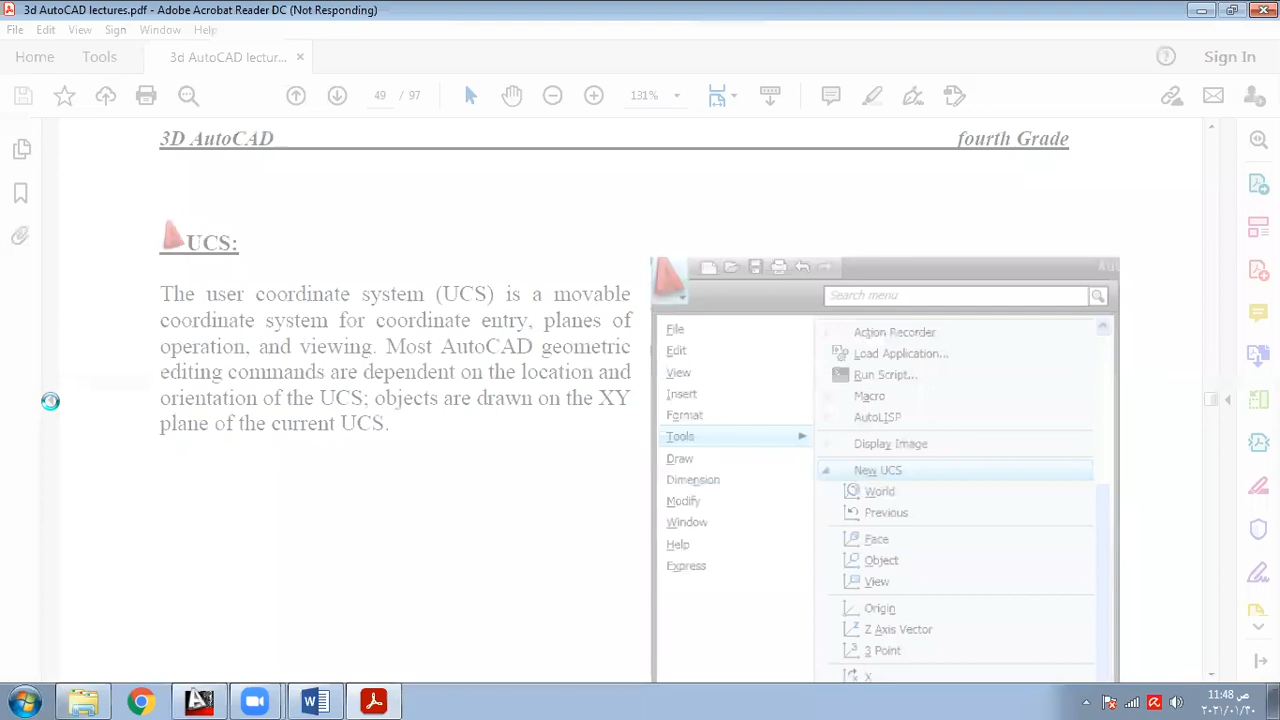 3d AutoCAD lectures.pdf - Adobe Acrobat Reader DC (Not Responding)
File Edit View Sign Window Help
Home Tools 3d AutoCAD lectur... × Sign In
49 / 97 131%
3D AutoCAD fourth Grade
UCS:
The user coordinate system (UCS) is a movable
coordinate system for coordinate entry, planes of
operation, and viewing. Most AutoCAD geometric
editing commands are dependent on the location and
orientation of the UCS; objects are drawn on the XY
plane of the current UCS.
Au
Search menu
File
Edit
View
Insert
Format
Tools
Draw
Dimension
Modify
Window
Help
Express
Action Recorder
Load Application...
Run Script...
Macro
AutoLISP
Display Image
New UCS
World
Previous
Face
Object
View
Origin
Z Axis Vector
3 Point
X
11:48 ص
٢٠٢١/٠١/٣٠